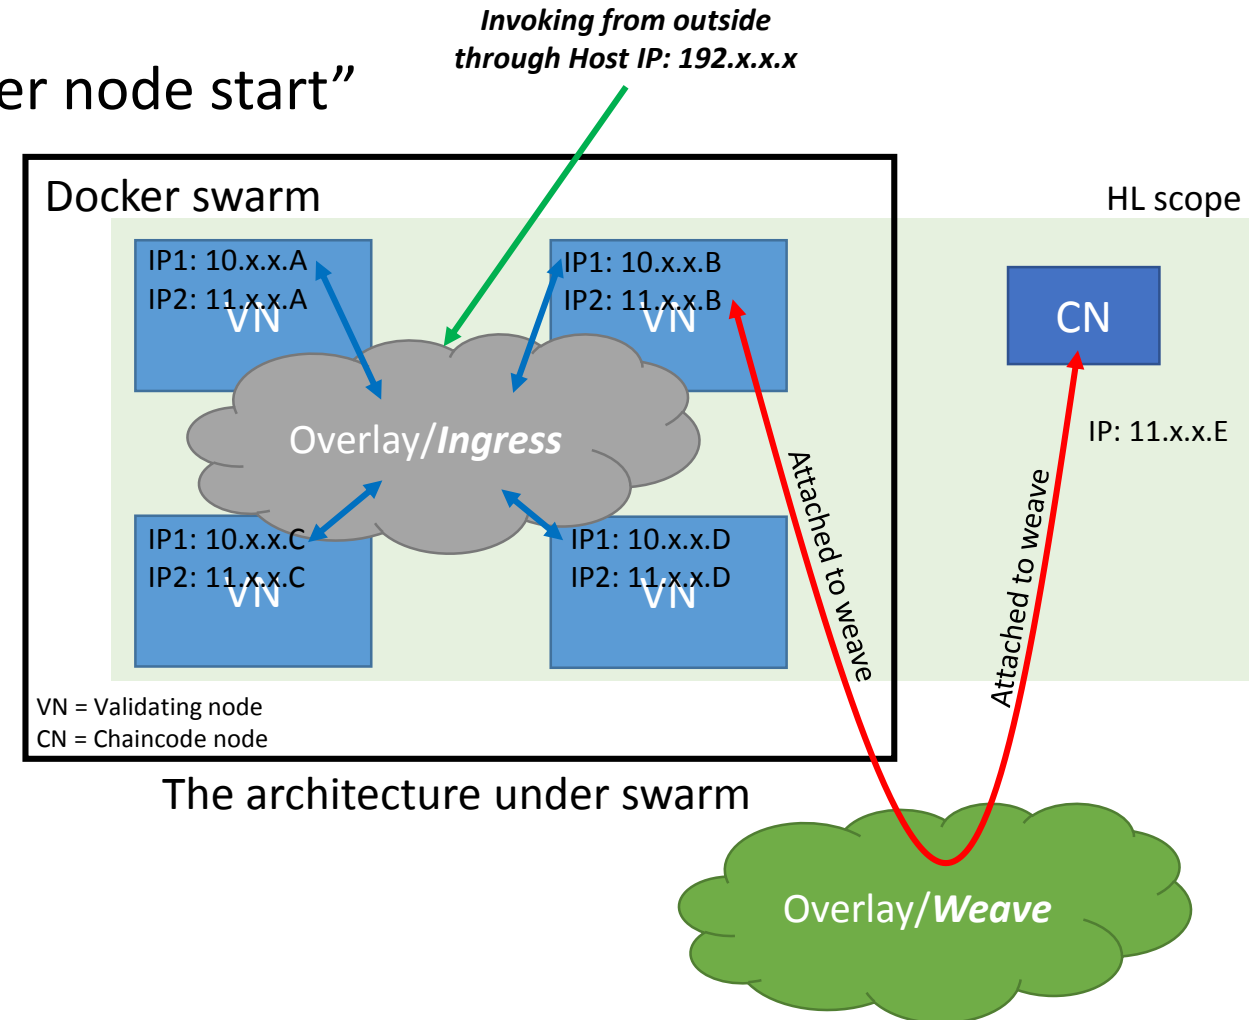 Invoking from outside
through Host IP: 192.x.x.x
er node start”
Docker swarm
HL scope
IP1: 10.x.x.A
IP2: 11.x.x.A
VN
IP1: 10.x.x.B
IP2: 11.x.x.B
VN
CN
IP: 11.x.x.E
Overlay/Ingress
IP1: 10.x.x.C
IP2: 11.x.x.C
VN
IP1: 10.x.x.D
IP2: 11.x.x.D
VN
Attached to weave
Attached to weave
VN = Validating node
CN = Chaincode node
The architecture under swarm
Overlay/Weave